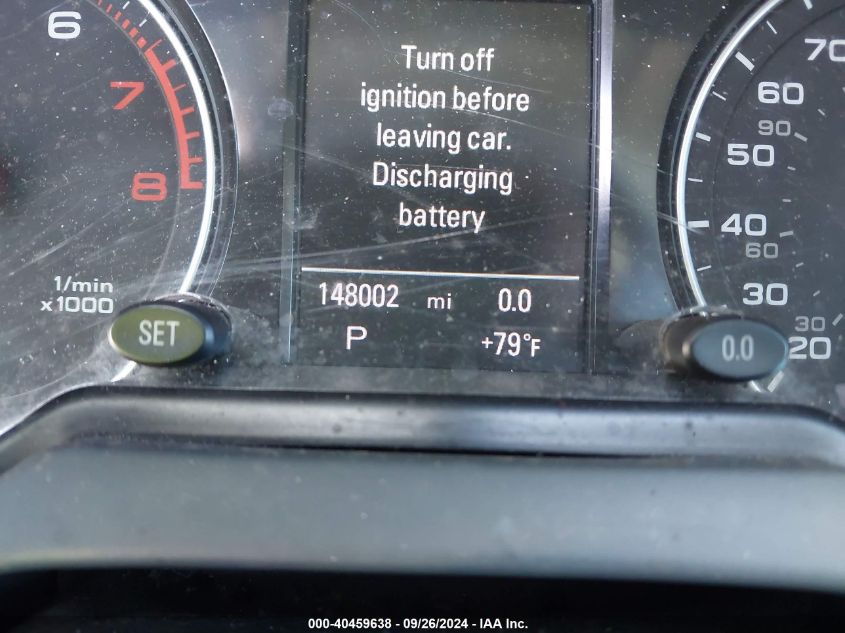 6
7
8
1/min
x1000
SET
Turn off
ignition before
leaving car.
Discharging
battery
148002 mi 0.0
P +79°F
70
60
90
50
40
60
30
30
20
0.0
000-40459638 - 09/26/2024 - IAA Inc.